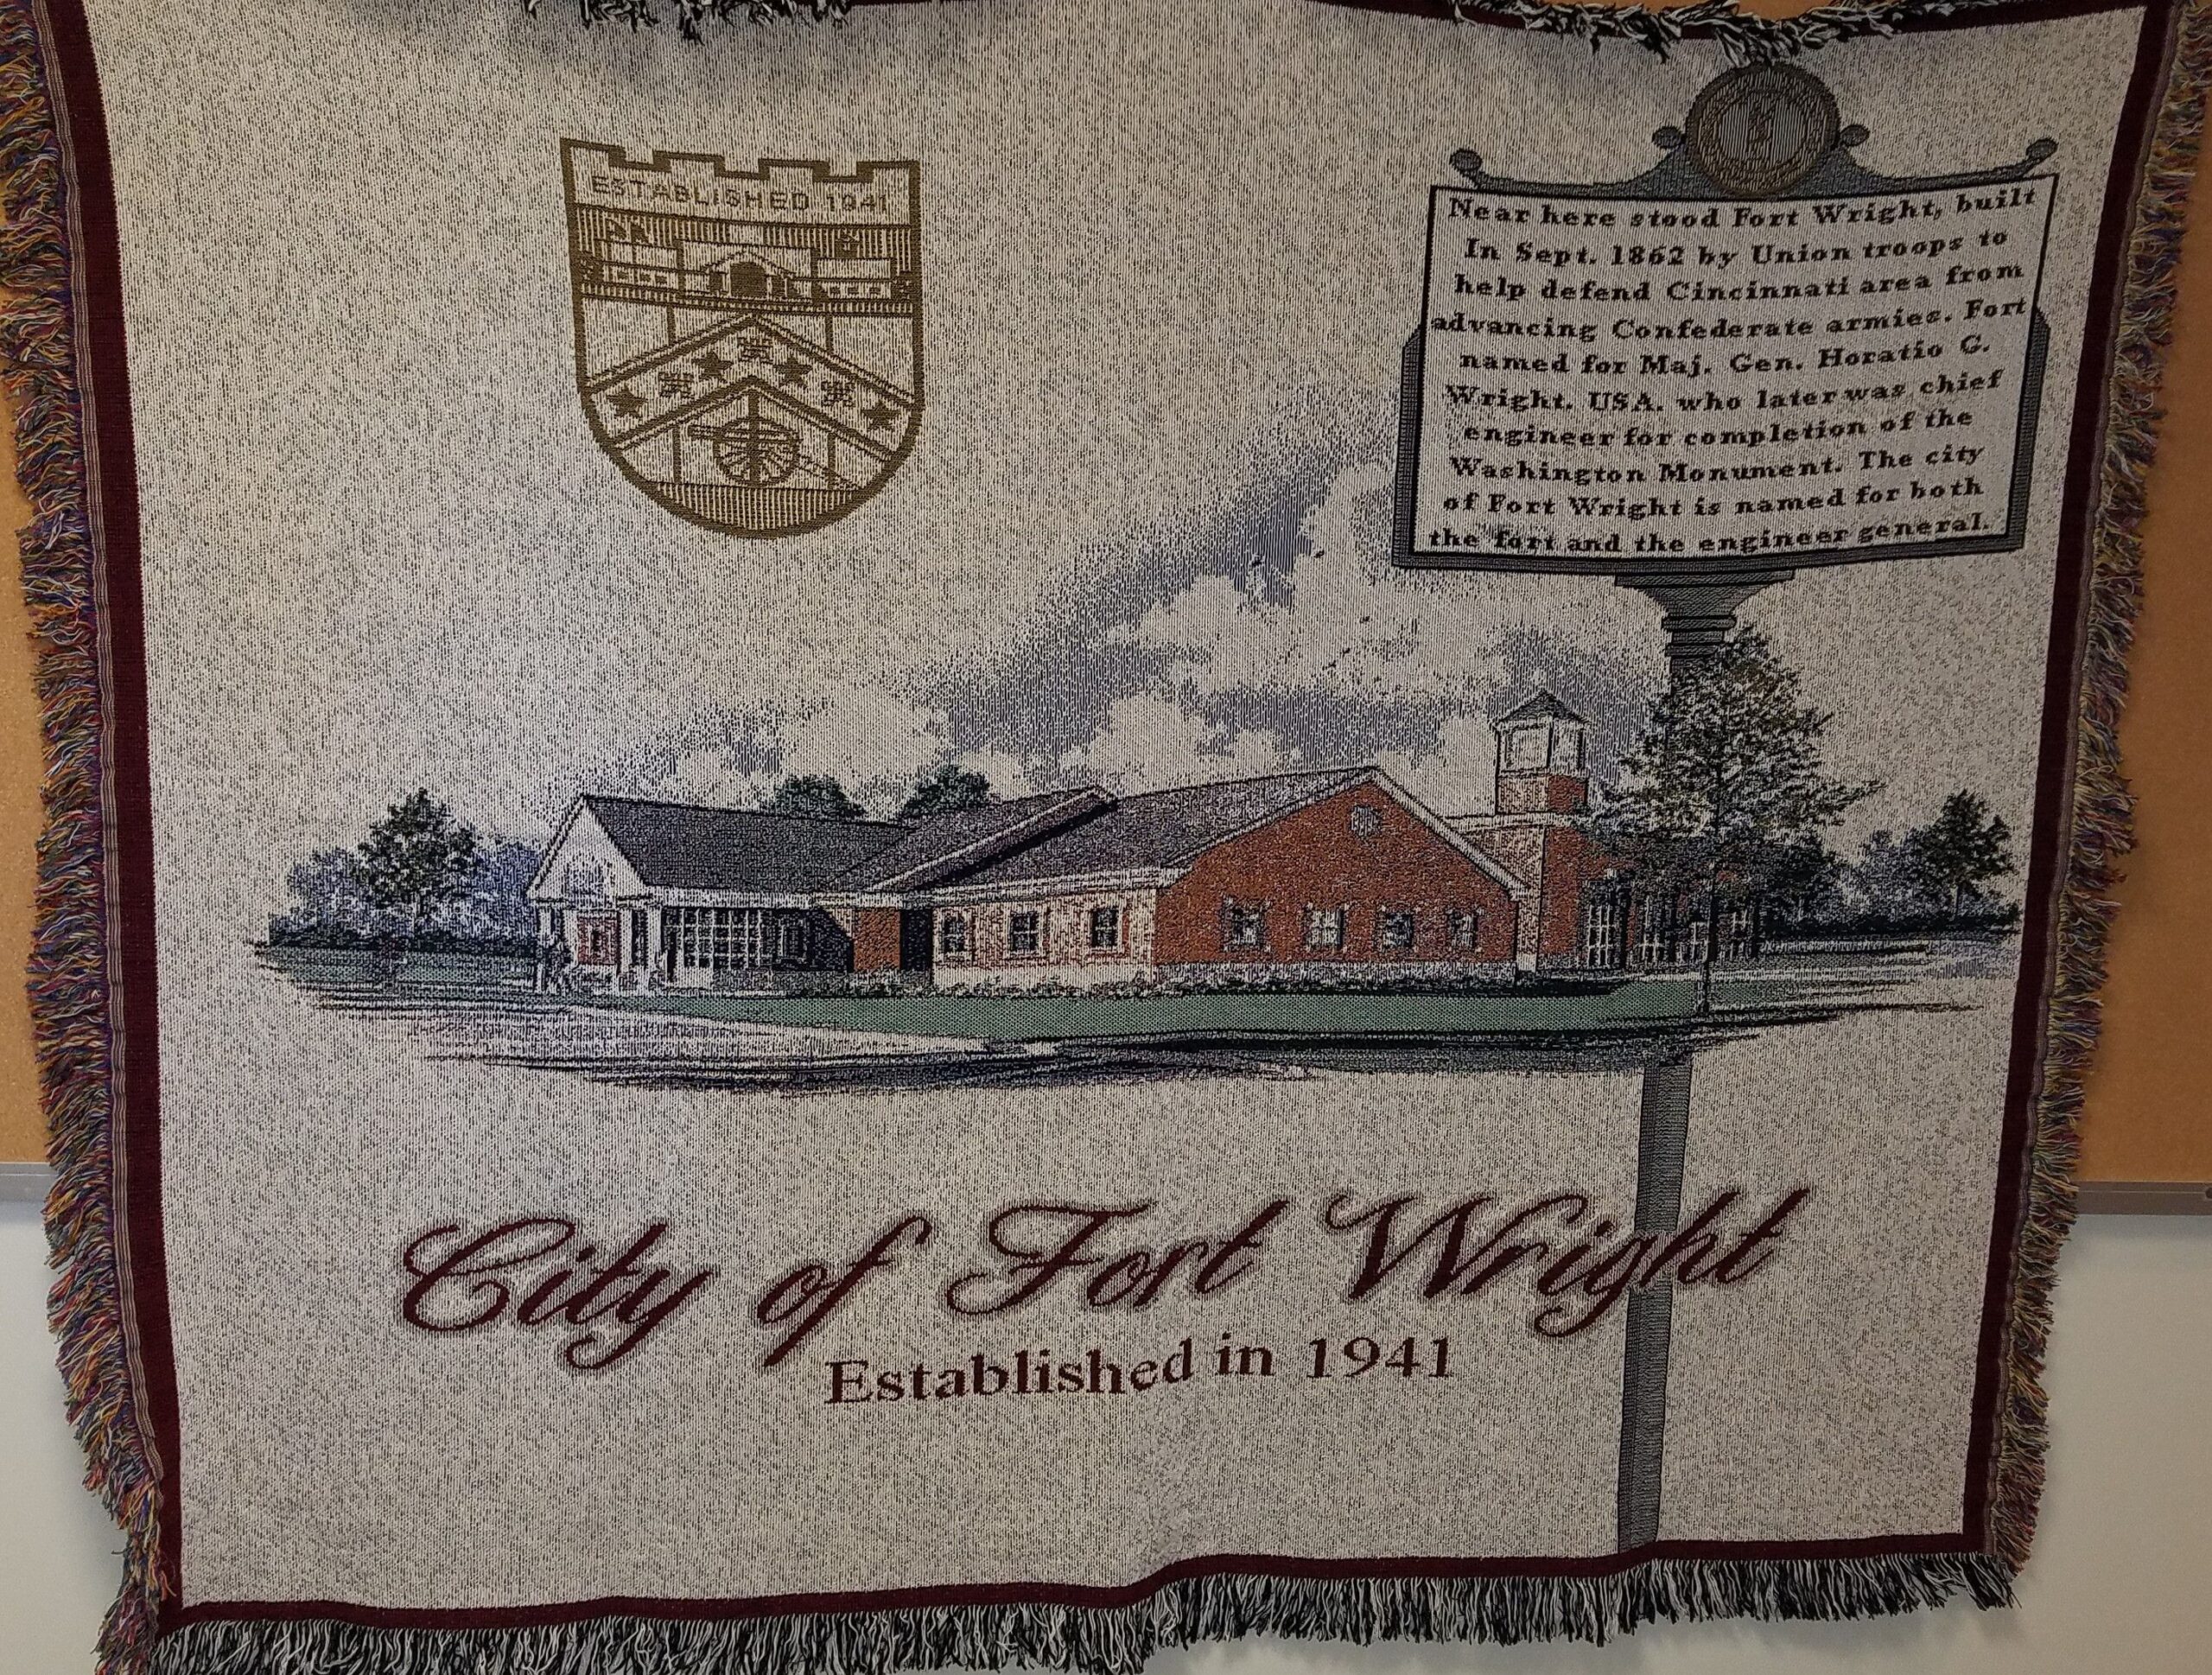 ESTABLISHED 1941
Near here stood Fort Wright, built
In Sept. 1862 by Union troops to
help defend Cincinnati area from
advancing Confederate armies. Fort
named for Maj. Gen. Horatio G.
Wright. USA. who later was chief
engineer for completion of the
Washington Monument. The city
of Fort Wright is named for both
the fort and the engineer general.
City of Fort Wright
Established in 1941